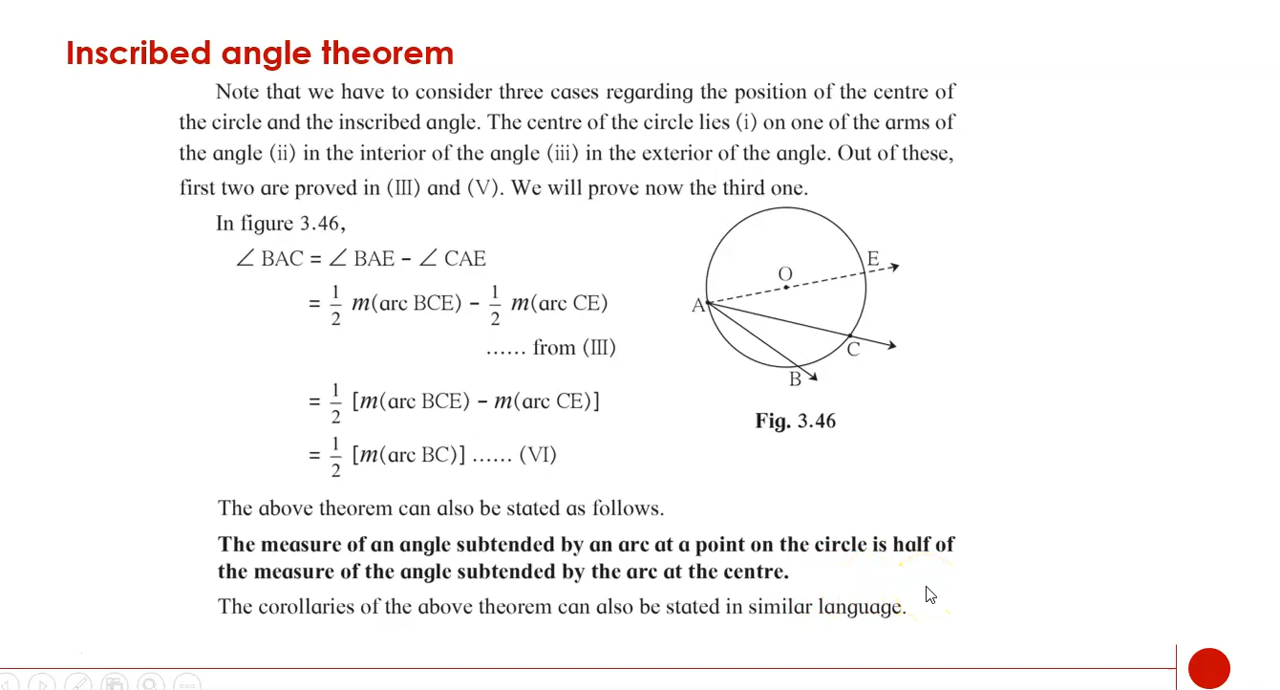 Inscribed angle theorem
Note that we have to consider three cases regarding the position of the centre of
the circle and the inscribed angle. The centre of the circle lies (i) on one of the arms of
the angle (ii) in the interior of the angle (iii) in the exterior of the angle. Out of these,
first two are proved in (III) and (V). We will prove now the third one.
In figure 3.46,
∠ BAC = ∠ BAE - ∠ CAE
= 1/2 m(arc BCE) - 1/2 m(arc CE)
...... from (III)
= 1/2 [m(arc BCE) - m(arc CE)]
= 1/2 [m(arc BC)] ...... (VI)
E
O
A
C
B
Fig. 3.46
The above theorem can also be stated as follows.
The measure of an angle subtended by an arc at a point on the circle is half of
the measure of the angle subtended by the arc at the centre.
The corollaries of the above theorem can also be stated in similar language.